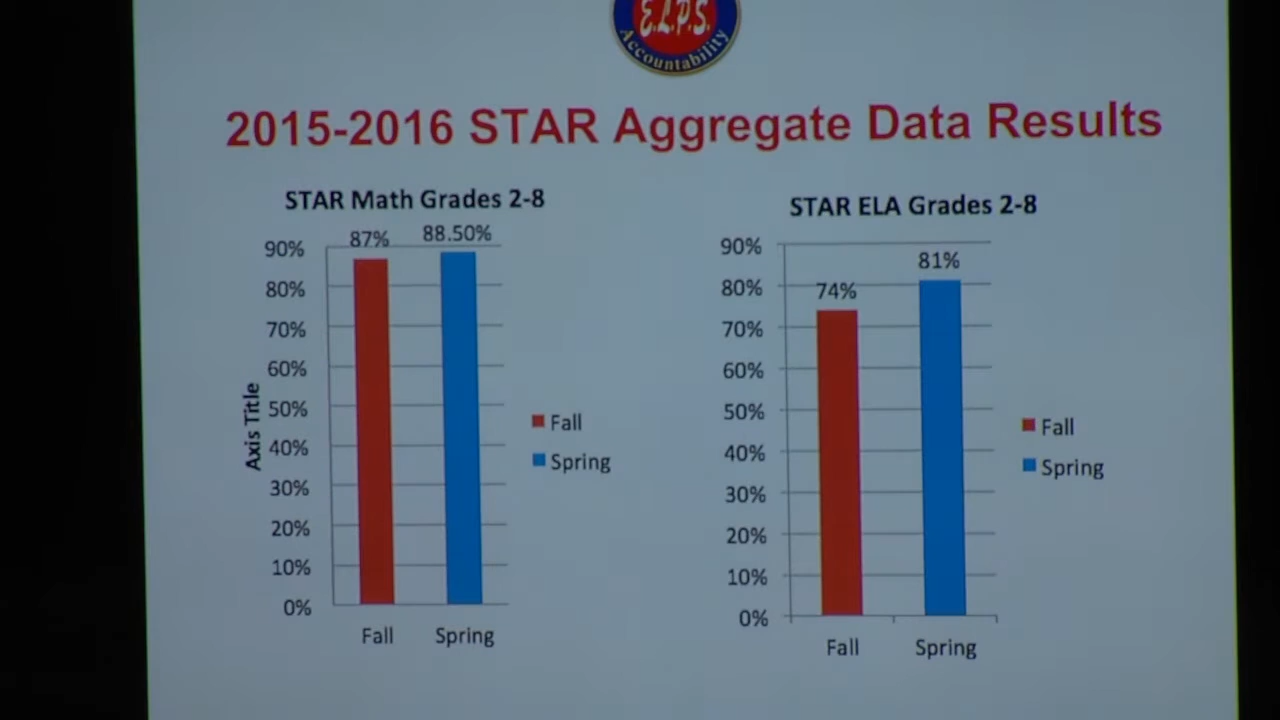 E.L.P.S.
Accountability
2015-2016 STAR Aggregate Data Results
STAR Math Grades 2-8
87%
88.50%
90%
80%
70%
60%
50%
40%
30%
20%
10%
0%
Axis Title
Fall
Spring
Fall
Spring
STAR ELA Grades 2-8
81%
74%
90%
80%
70%
60%
50%
40%
30%
20%
10%
0%
Fall
Spring
Fall
Spring